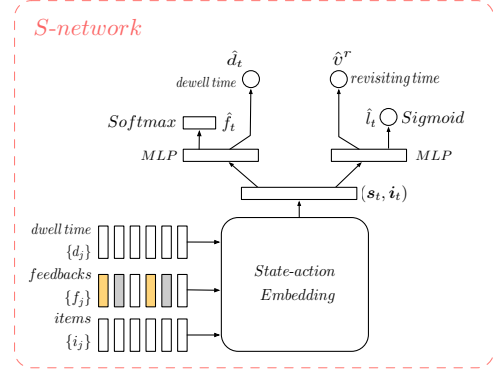 S-network
d̂_t
v̂^r
dewell time
revisiting time
Softmax
f̂_t
l̂_t
Sigmoid
MLP
MLP
(s_t, i_t)
dwell time
{d_j}
feedbacks
{f_j}
items
{i_j}
State-action
Embedding